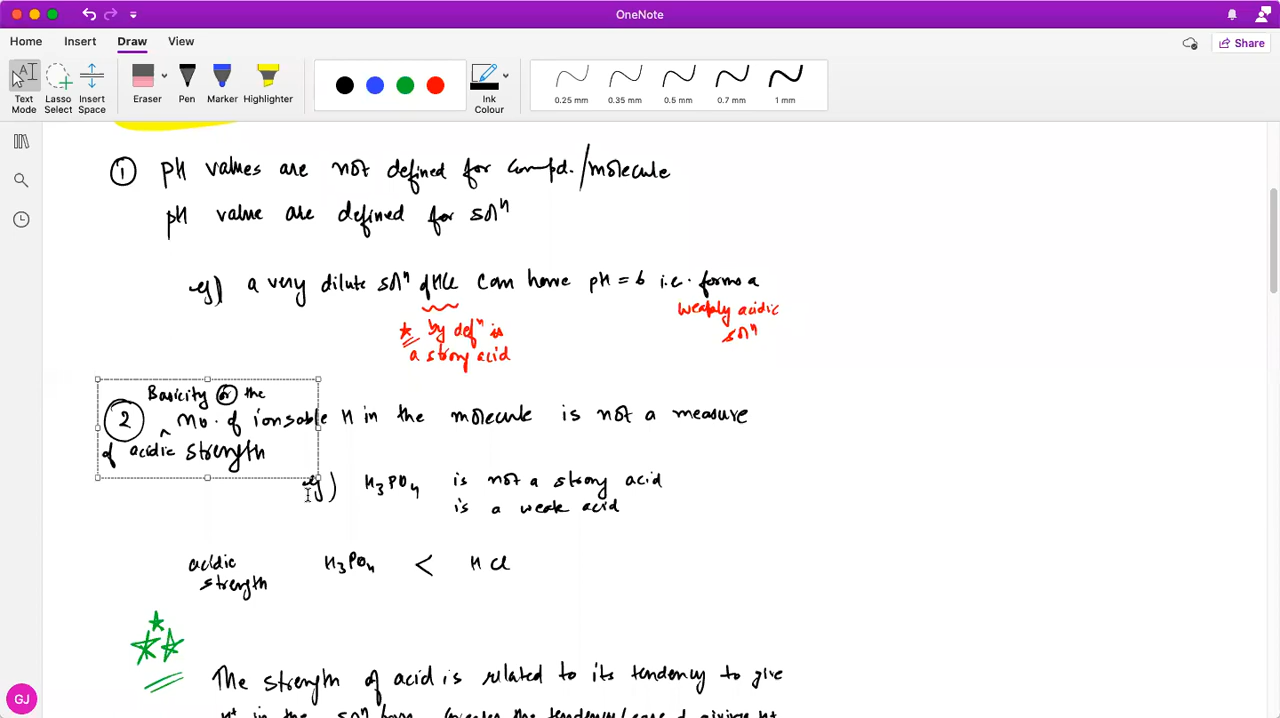 OneNote
Home Insert Draw View
Share
Text Mode
Lasso Select
Insert Space
Eraser
Pen
Marker
Highlighter
Ink Colour
0.25 mm 0.35 mm 0.5 mm 0.7 mm 1 mm
① pH values are not defined for compd./molecule
pH value are defined for solⁿ
eg) a very dilute solⁿ of HCl can have pH = 6 i.e. forms a
weakly acidic
solⁿ
* by defⁿ is
a strong acid
Basicity or the
② ^ no. of ionsable H in the molecule is not a measure
of acidic strength
eg) H3PO4 is not a strong acid
is a weak acid
acidic
strength
H3PO4 < HCl
The strength of acid is related to its tendency to give
H+ in the solⁿ
GJ